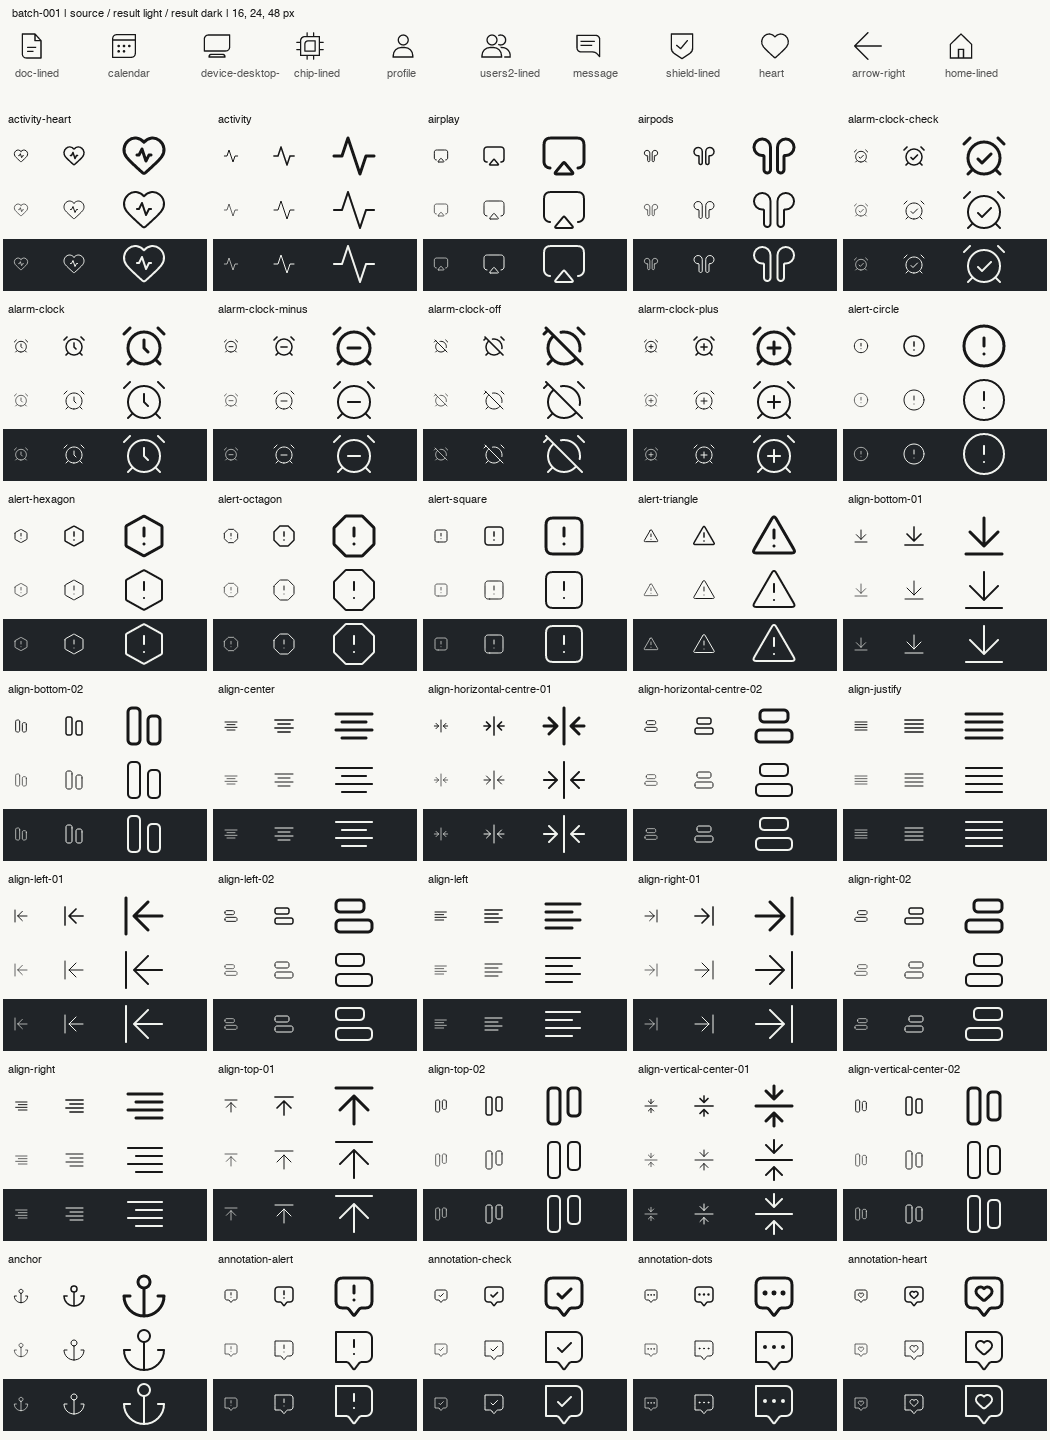 batch-001 | source / result light / result dark | 16, 24, 48 px
doc-lined calendar device-desktop- chip-lined profile users2-lined message shield-lined heart arrow-right home-lined
activity-heart activity airplay airpods alarm-clock-check
alarm-clock alarm-clock-minus alarm-clock-off alarm-clock-plus alert-circle
alert-hexagon alert-octagon alert-square alert-triangle align-bottom-01
align-bottom-02 align-center align-horizontal-centre-01 align-horizontal-centre-02 align-justify
align-left-01 align-left-02 align-left align-right-01 align-right-02
align-right align-top-01 align-top-02 align-vertical-center-01 align-vertical-center-02
anchor annotation-alert annotation-check annotation-dots annotation-heart